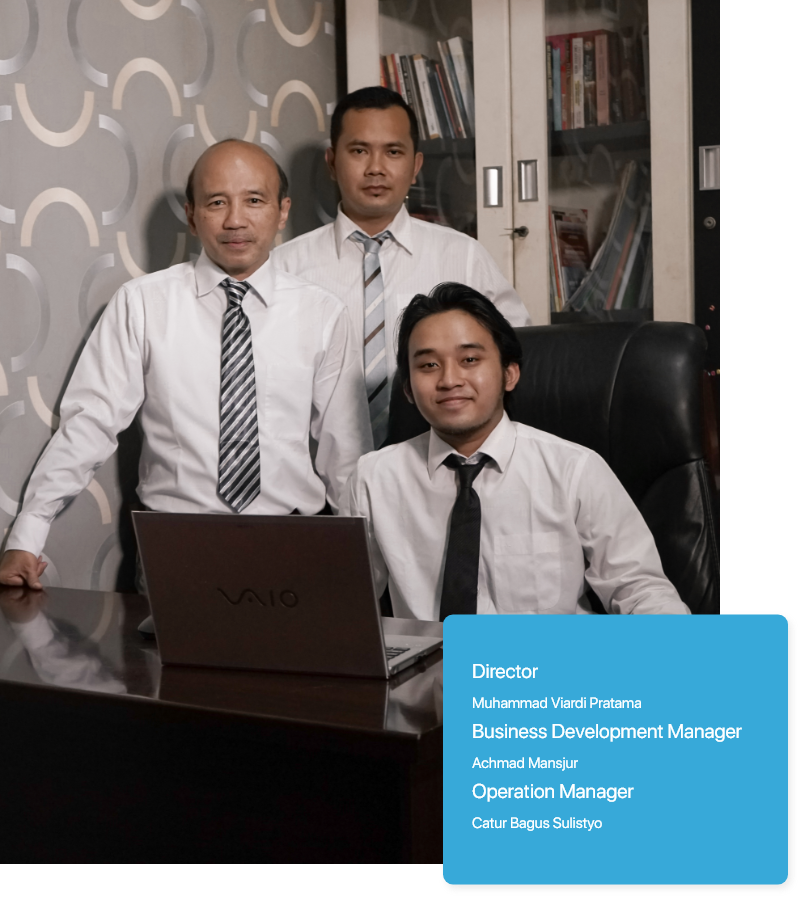 VAIO
Director
Muhammad Viardi Pratama
Business Development Manager
Achmad Mansjur
Operation Manager
Catur Bagus Sulistyo